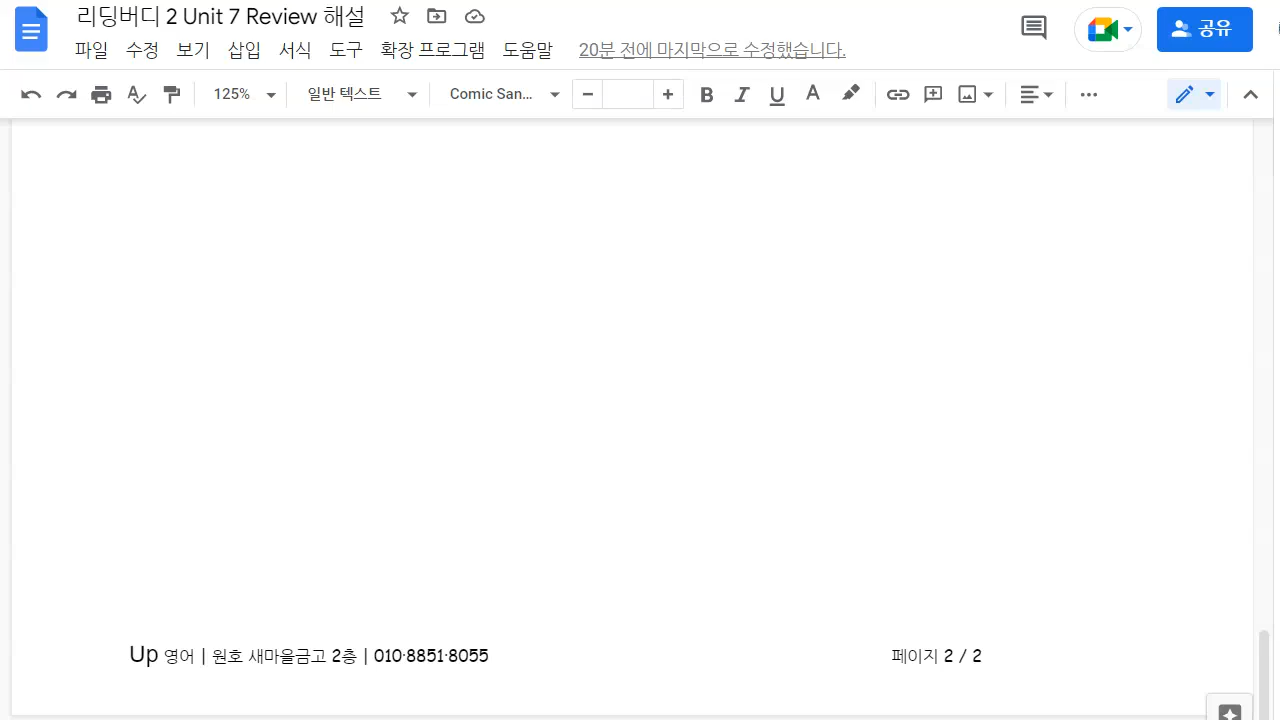 리딩버디 2 Unit 7 Review 해설
파일 수정 보기 삽입 서식 도구 확장 프로그램 도움말 20분 전에 마지막으로 수정했습니다.
공유
125% 일반 텍스트 Comic San... B I U A
Up 영어 | 원호 새마을금고 2층 | 010·8851·8055
페이지 2 / 2